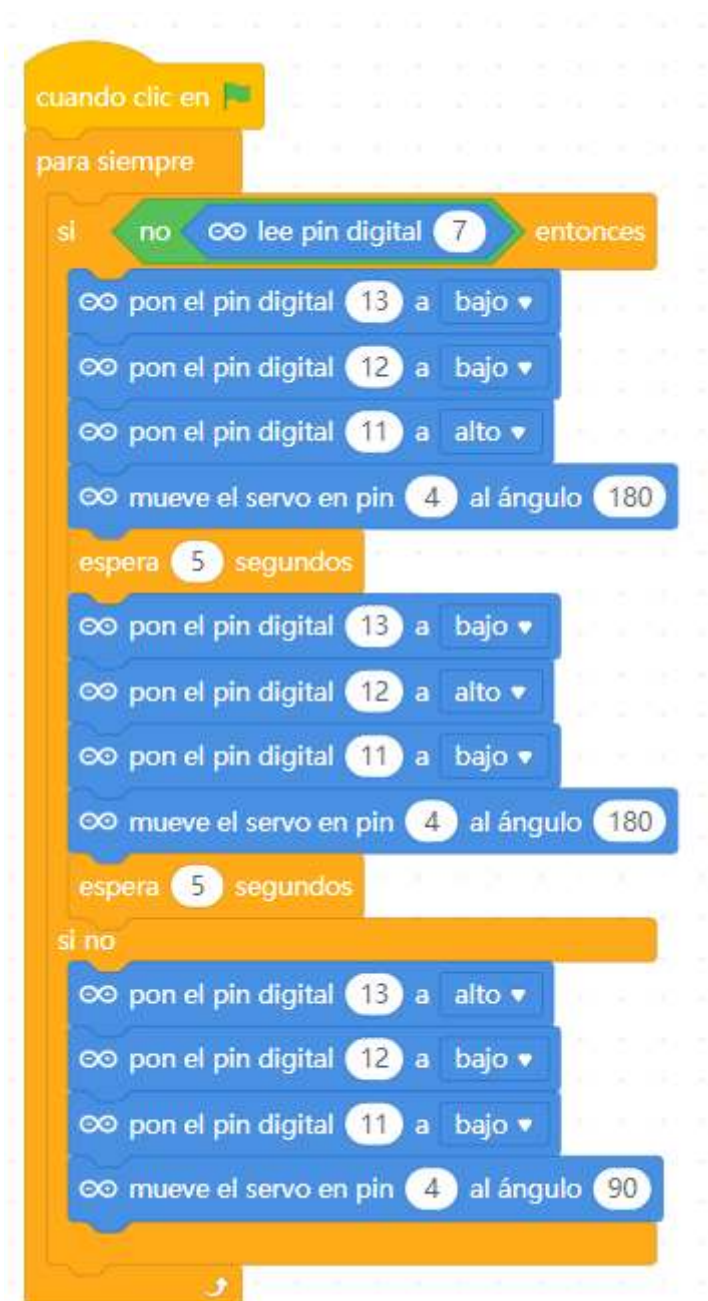 cuando clic en
para siempre
si no lee pin digital 7 entonces
pon el pin digital 13 a bajo
pon el pin digital 12 a bajo
pon el pin digital 11 a alto
mueve el servo en pin 4 al ángulo 180
espera 5 segundos
pon el pin digital 13 a bajo
pon el pin digital 12 a alto
pon el pin digital 11 a bajo
mueve el servo en pin 4 al ángulo 180
espera 5 segundos
si no
pon el pin digital 13 a alto
pon el pin digital 12 a bajo
pon el pin digital 11 a bajo
mueve el servo en pin 4 al ángulo 90